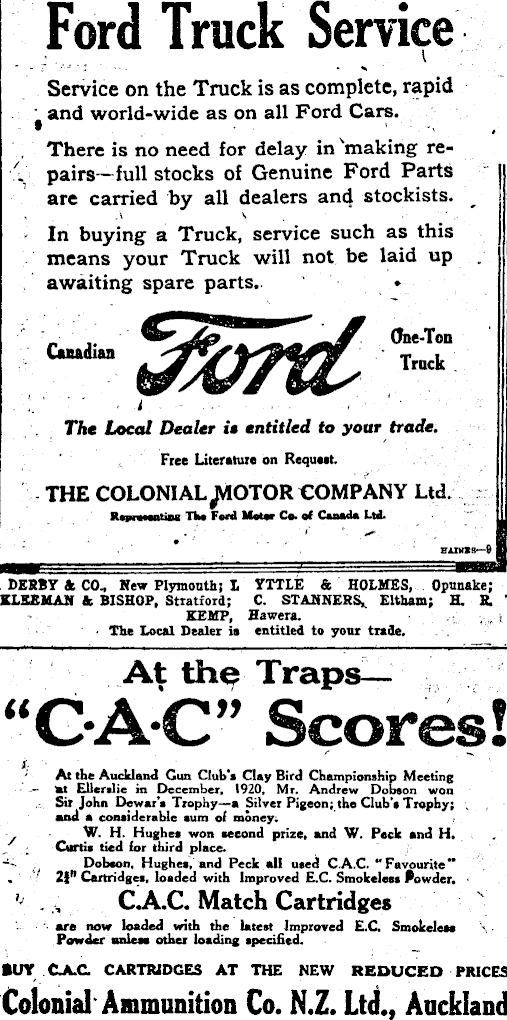 Ford Truck Service
Service on the Truck is as complete, rapid
and world-wide as on all Ford Cars.
There is no need for delay in making re-
pairs—full stocks of Genuine Ford Parts
are carried by all dealers and stockists.
In buying a Truck, service such as this
means your Truck will not be laid up
awaiting spare parts.
Canadian Ford One-Ton
Truck
The Local Dealer is entitled to your trade.
Free Literature on Request.
THE COLONIAL MOTOR COMPANY Ltd.
Representing The Ford Motor Co. of Canada Ltd.
HAINES—9
DERBY & CO., New Plymouth; L YTTLE & HOLMES, Opunake;
KLEEMAN & BISHOP, Stratford; C. STANNERS, Eltham; H. R.
KEMP, Hawera.
The Local Dealer is entitled to your trade.
At the Traps—
"C·A·C" Scores!
At the Auckland Gun Club's Clay Bird Championship Meeting
at Ellerslie in December, 1920, Mr. Andrew Dobson won
Sir John Dewar's Trophy—a Silver Pigeon; the Club's Trophy;
and a considerable sum of money.
W. H. Hughes won second prize, and W. Peck and H.
Curtis tied for third place.
Dobson, Hughes, and Peck all used C.A.C. "Favourite"
2½" Cartridges, loaded with Improved E.C. Smokeless Powder.
C.A.C. Match Cartridges
are now loaded with the latest Improved E.C. Smokeless
Powder unless other loading specified.
BUY C.A.C. CARTRIDGES AT THE NEW REDUCED PRICES
Colonial Ammunition Co. N.Z. Ltd., Auckland